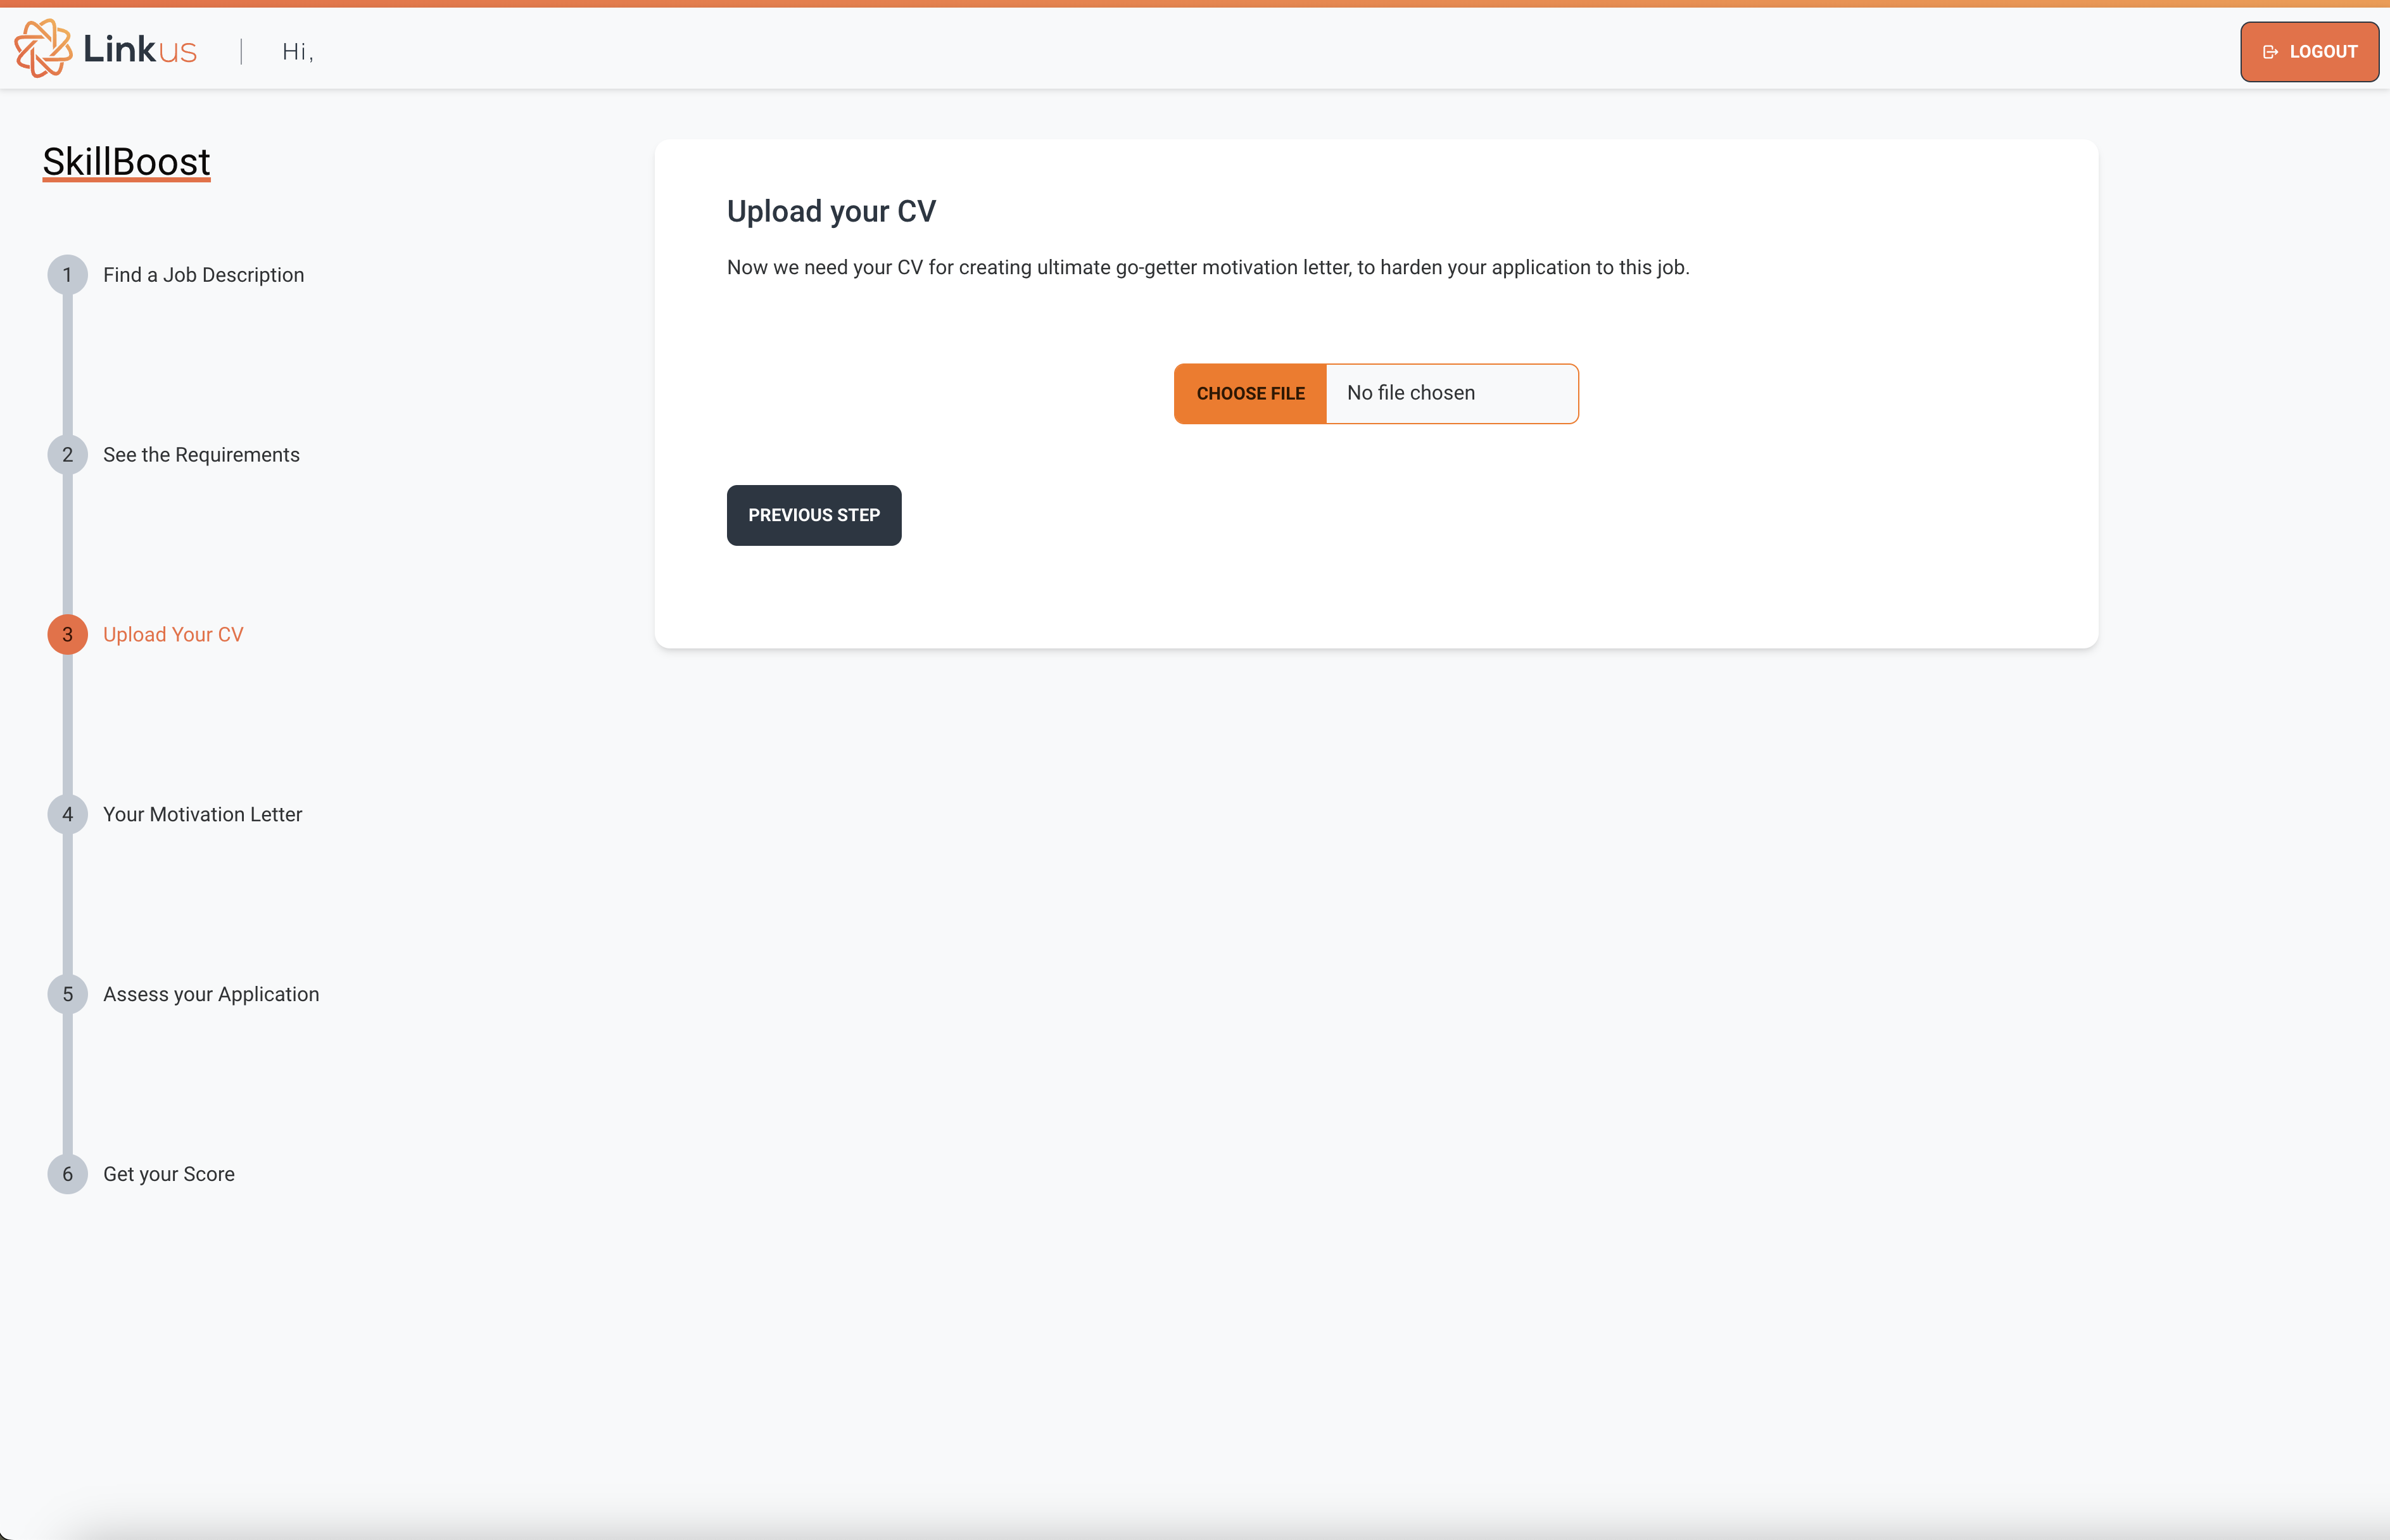 Linkus
Hi,
LOGOUT
SkillBoost
1 Find a Job Description
2 See the Requirements
3 Upload Your CV
4 Your Motivation Letter
5 Assess your Application
6 Get your Score
Upload your CV
Now we need your CV for creating ultimate go-getter motivation letter, to harden your application to this job.
CHOOSE FILE No file chosen
PREVIOUS STEP